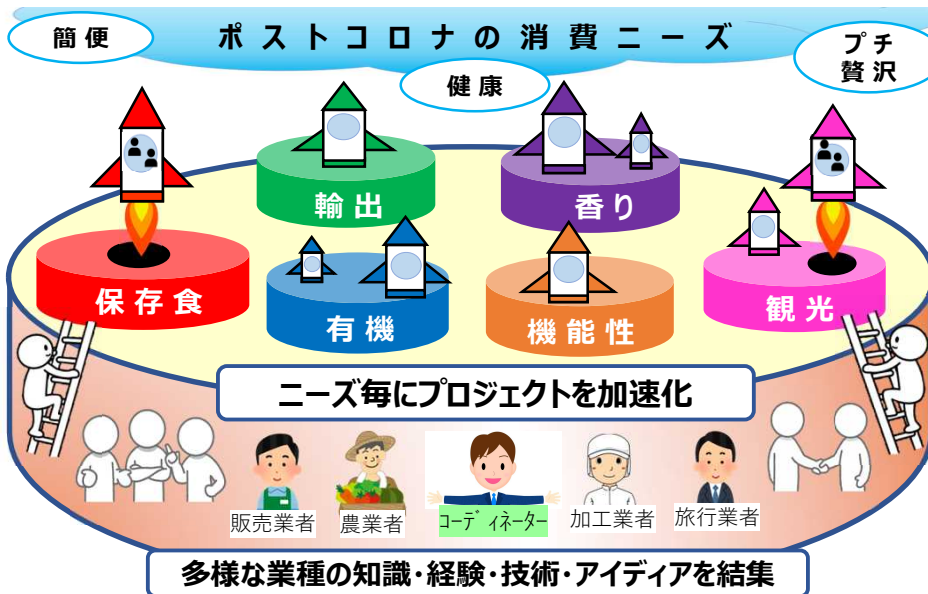 ポストコロナの消費ニーズ
簡便
健康
プチ
贅沢
輸出
香り
保存食
有機
機能性
観光
ニーズ毎にプロジェクトを加速化
販売業者
農業者
ｺｰﾃﾞｨﾈｰﾀｰ
加工業者
旅行業者
多様な業種の知識・経験・技術・アイディアを結集